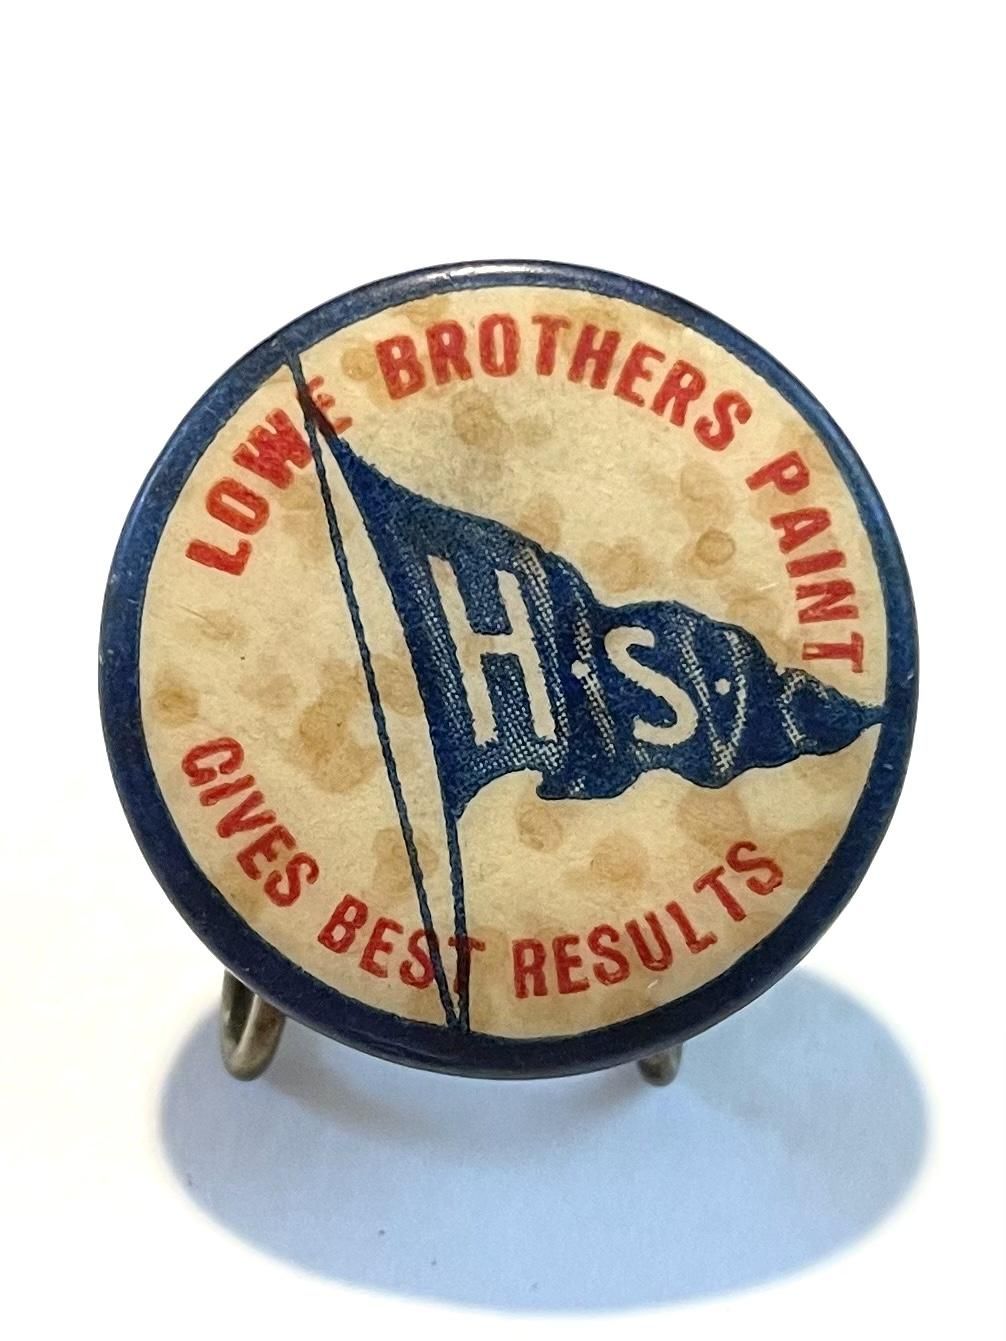 LOWE BROTHERS PAINT
H.S.
GIVES BEST RESULTS